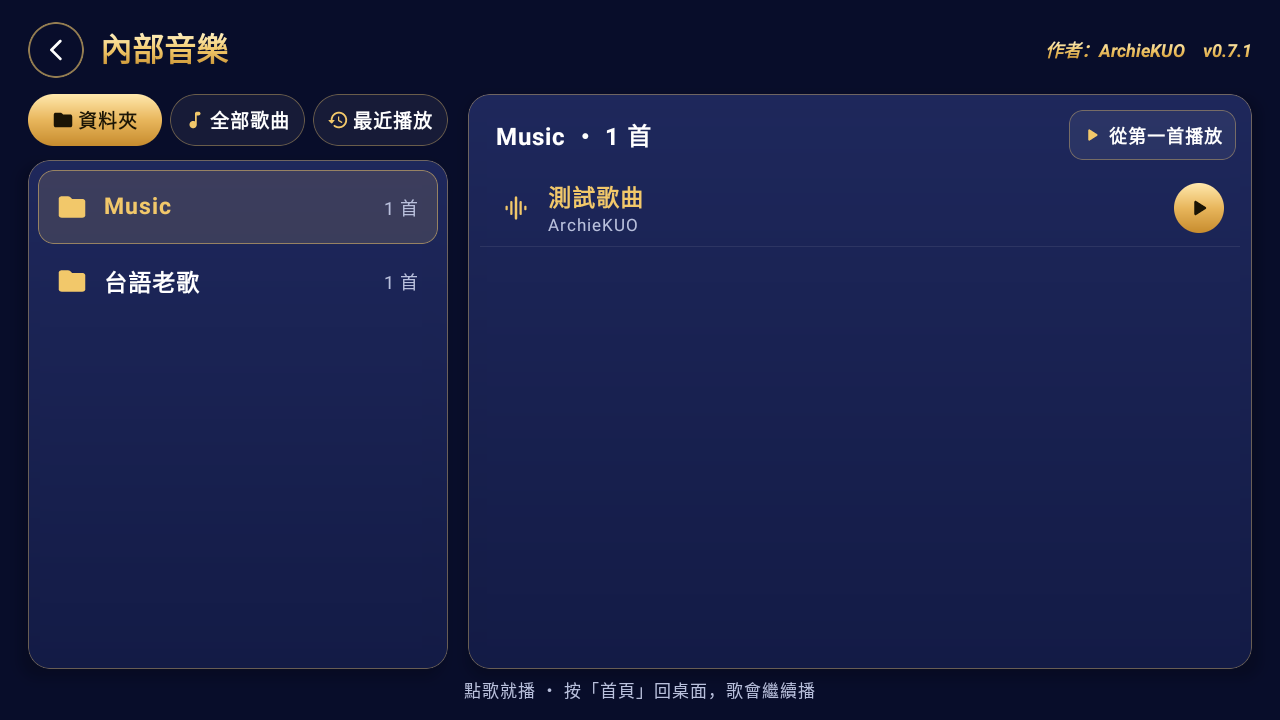 內部音樂
作者：ArchieKUO v0.7.1
資料夾 全部歌曲 最近播放
Music 1 首
台語老歌 1 首
Music ・ 1 首
從第一首播放
測試歌曲
ArchieKUO
點歌就播 ・ 按「首頁」回桌面，歌會繼續播